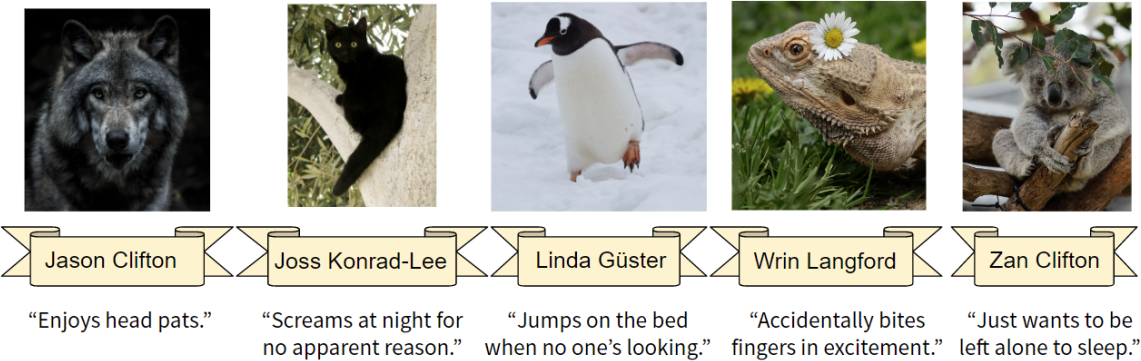 Jason Clifton
Joss Konrad-Lee
Linda Güster
Wrin Langford
Zan Clifton
“Enjoys head pats.”
“Screams at night for
no apparent reason.”
“Jumps on the bed
when no one’s looking.”
“Accidentally bites
fingers in excitement.”
“Just wants to be
left alone to sleep.”